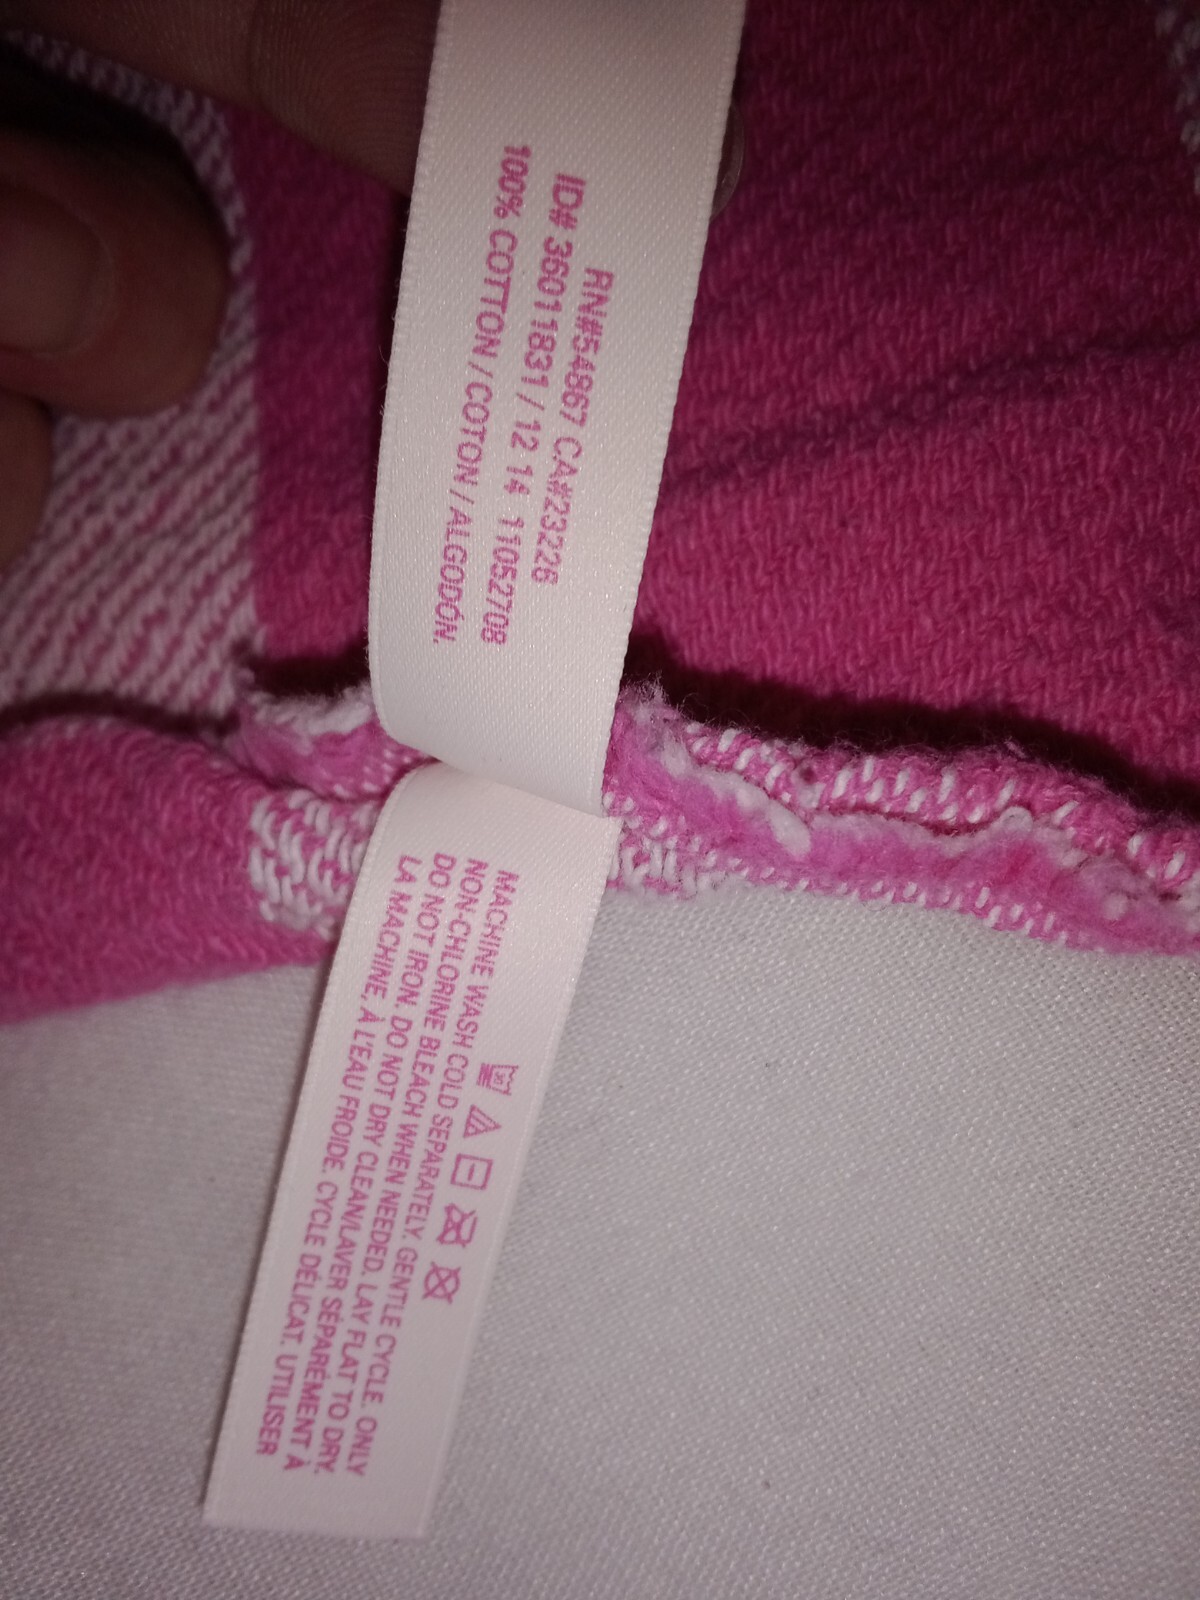 RN#54867 CA#23226
ID# 36011831 / 12 14 11052708
100% COTTON / COTON / ALGODÓN.
30
MACHINE WASH COLD SEPARATELY. GENTLE CYCLE. ONLY
NON-CHLORINE BLEACH WHEN NEEDED. LAY FLAT TO DRY.
DO NOT IRON. DO NOT DRY CLEAN/LAVER SÉPARÉMENT À
LA MACHINE, À L'EAU FROIDE. CYCLE DÉLICAT. UTILISER